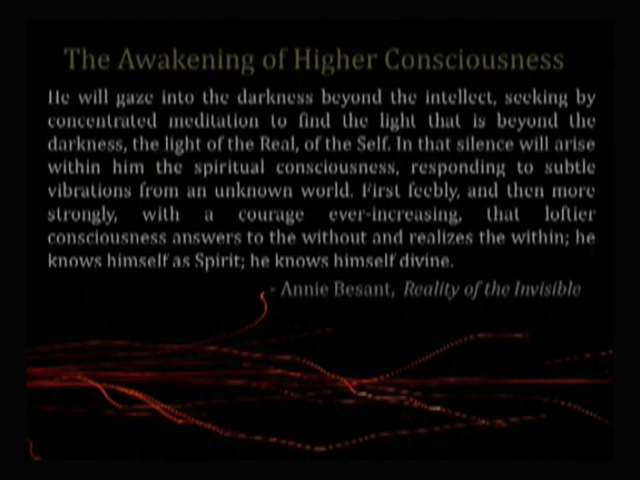 The Awakening of Higher Consciousness
He will gaze into the darkness beyond the intellect, seeking by
concentrated meditation to find the light that is beyond the
darkness, the light of the Real, of the Self. In that silence will arise
within him the spiritual consciousness, responding to subtle
vibrations from an unknown world. First feebly, and then more
strongly, with a courage ever-increasing, that loftier
consciousness answers to the without and realizes the within; he
knows himself as Spirit; he knows himself divine.
- Annie Besant, Reality of the Invisible